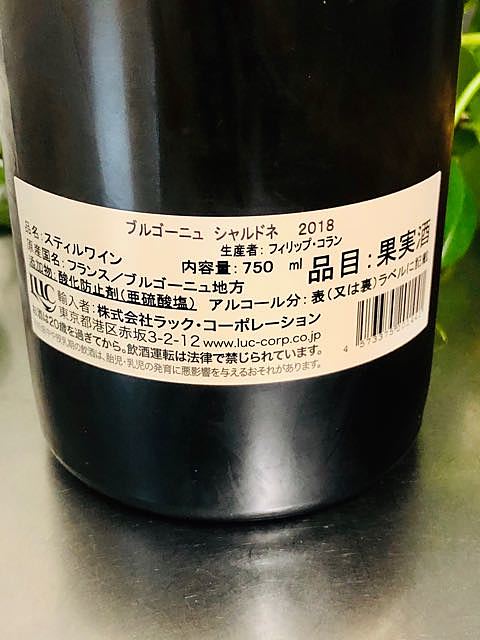 ブルゴーニュ シャルドネ 2018
生産者:フィリップ・コラン
品名:スティルワイン
内容量:750 ml
品目:果実酒
原産国名:フランス/ブルゴーニュ地方
添加物:酸化防止剤(亜硫酸塩)
アルコール分:表(又は裏)ラベルに記載
LUC
輸入者:株式会社ラック・コーポレーション
東京都港区赤坂3-2-12 www.luc-corp.co.jp
飲酒は20歳を過ぎてから。飲酒運転は法律で禁じられています。
授乳期の飲酒は、胎児・乳児の発育に悪影響を与えるおそれがあります。